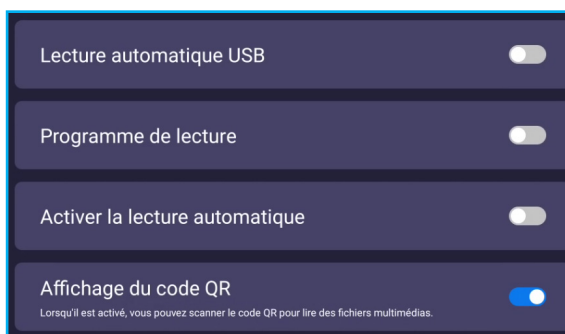 Lecture automatique USB
Programme de lecture
Activer la lecture automatique
Affichage du code QR
Lorsqu'il est activé, vous pouvez scanner le code QR pour lire des fichiers multimédias.